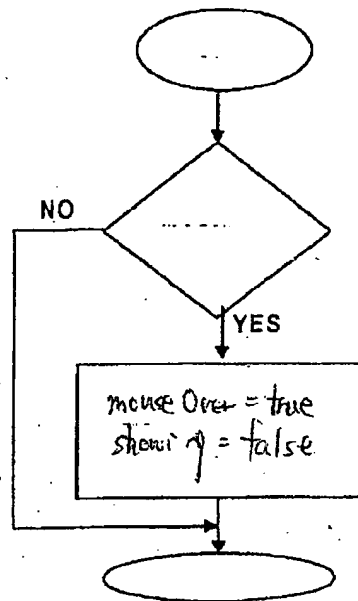 NO
YES
mouse Over = true
showing = false